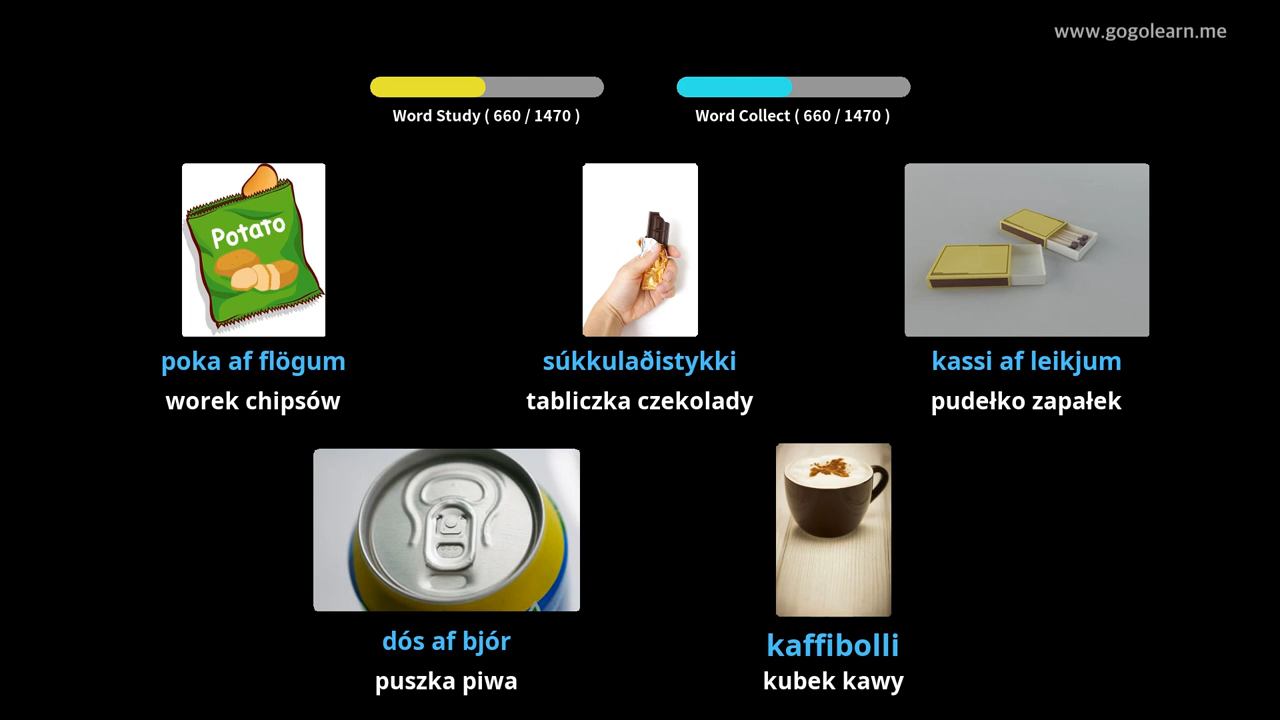 www.gogolearn.me
Word Study ( 660 / 1470 )
Word Collect ( 660 / 1470 )
Potato
poka af flögum
súkkulaðistykki
kassi af leikjum
worek chipsów
tabliczka czekolady
pudełko zapałek
dós af bjór
kaffibolli
puszka piwa
kubek kawy